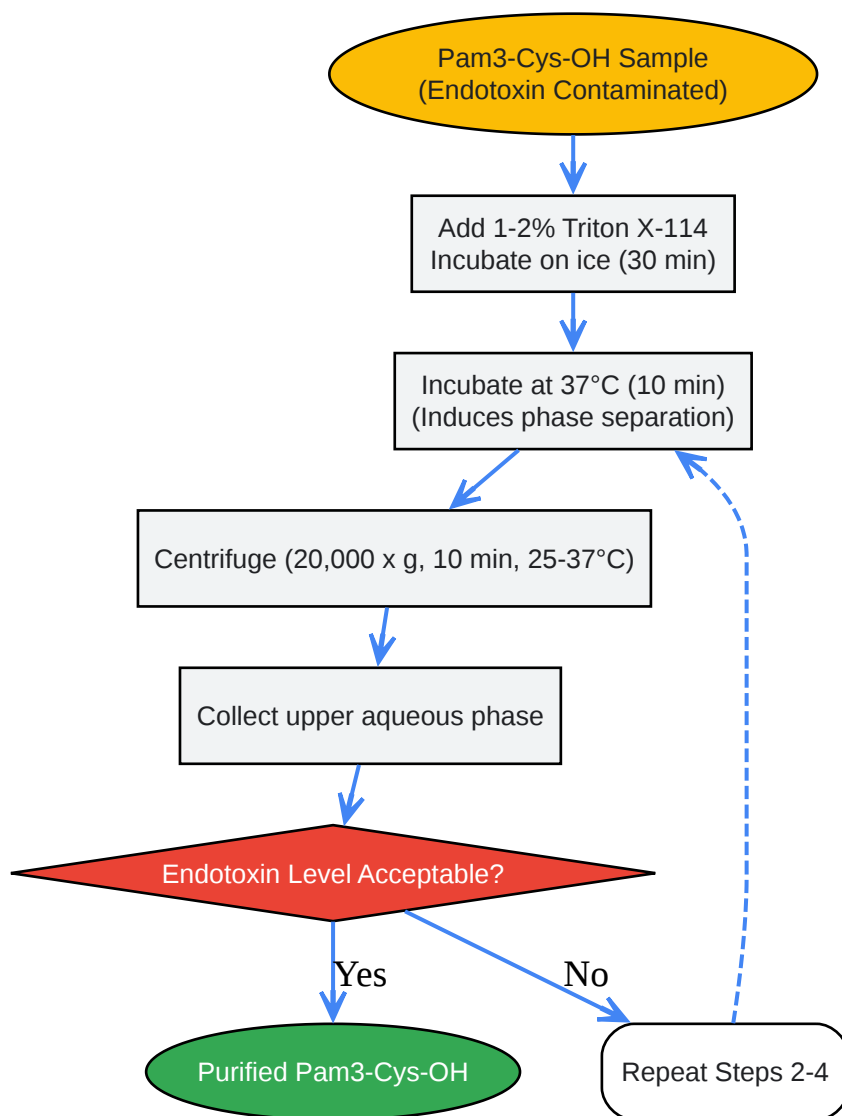 Pam3-Cys-OH Sample
(Endotoxin Contaminated)
Add 1-2% Triton X-114
Incubate on ice (30 min)
Incubate at 37°C (10 min)
(Induces phase separation)
Centrifuge (20,000 x g, 10 min, 25-37°C)
Collect upper aqueous phase
Endotoxin Level Acceptable?
Yes
No
Purified Pam3-Cys-OH
Repeat Steps 2-4